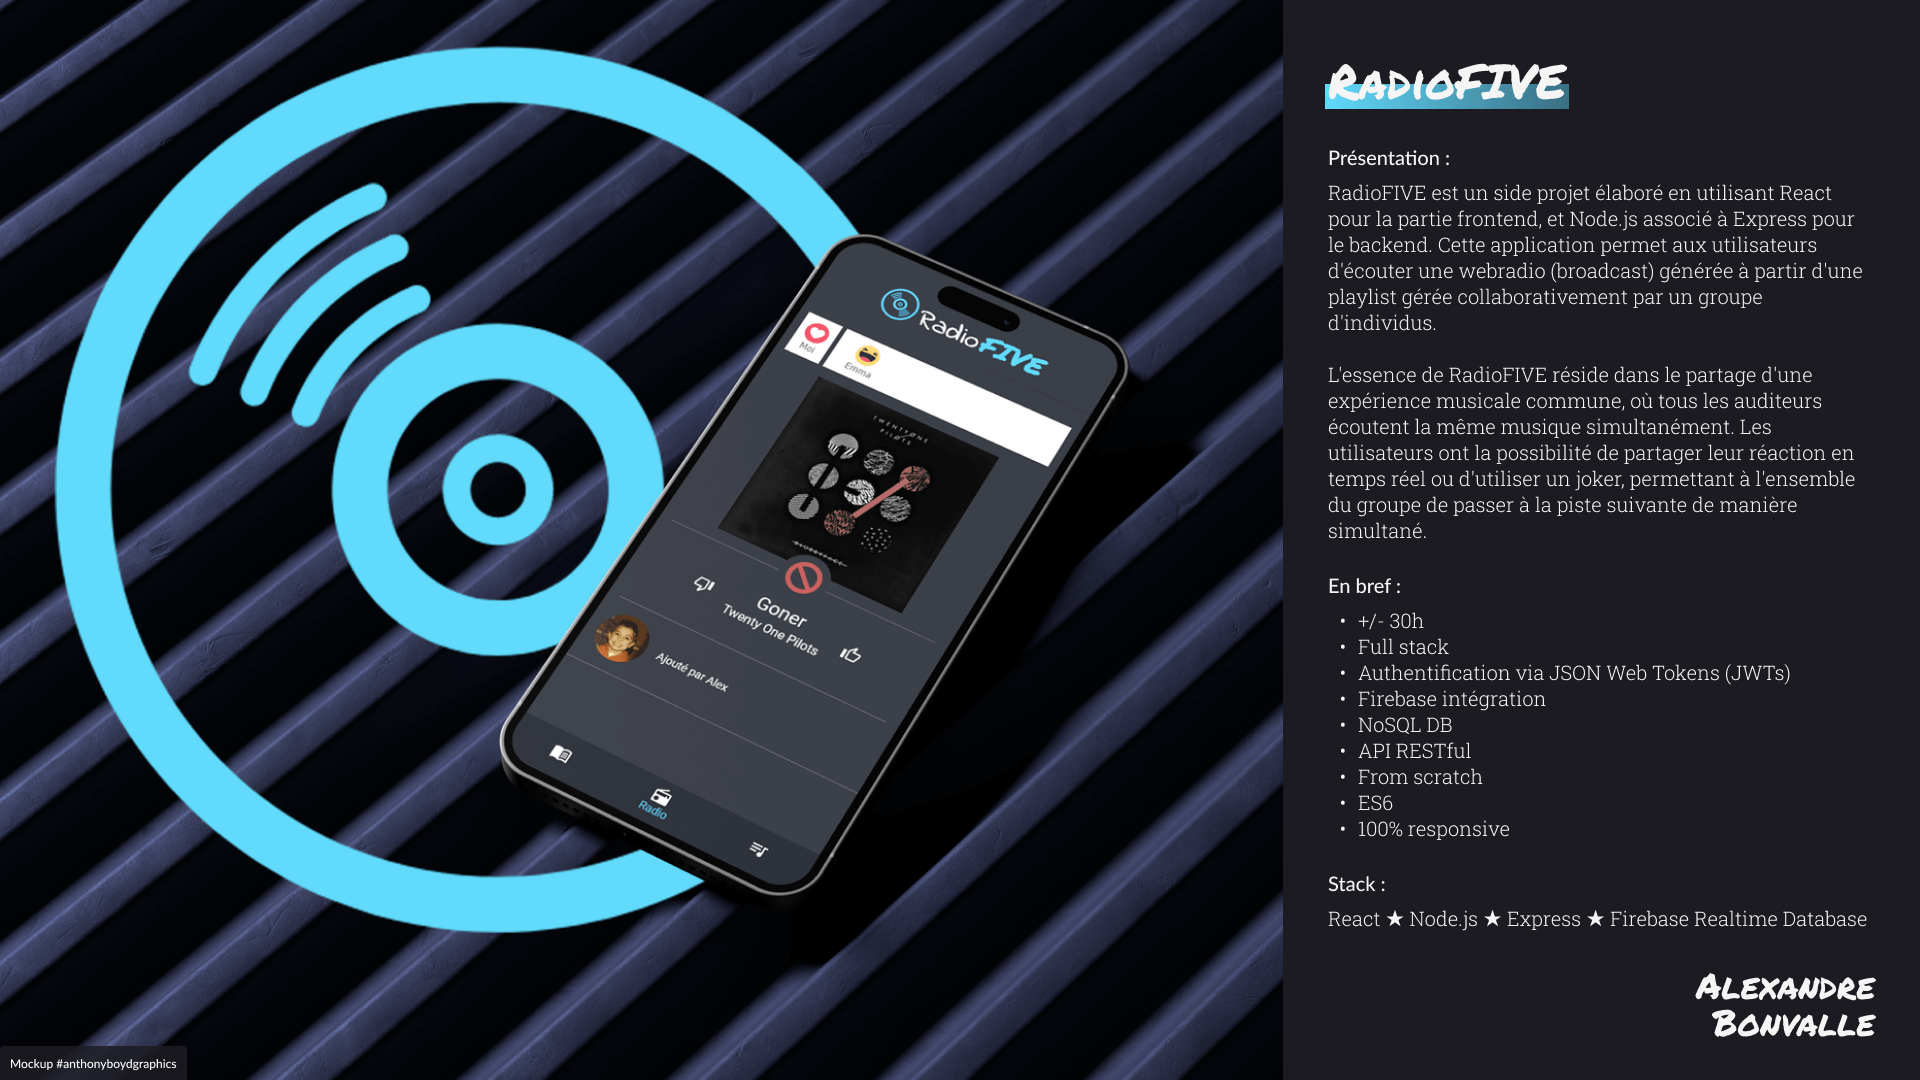 RadioFIVE
Moi
Emma
TWENTY ONE
PILOTS
Goner
Twenty One Pilots
Ajouté par Alex
Radio
Mockup #anthonyboydgraphics
RADIOFIVE
Présentation :
RadioFIVE est un side projet élaboré en utilisant React
pour la partie frontend, et Node.js associé à Express pour
le backend. Cette application permet aux utilisateurs
d'écouter une webradio (broadcast) générée à partir d'une
playlist gérée collaborativement par un groupe
d'individus.
L'essence de RadioFIVE réside dans le partage d'une
expérience musicale commune, où tous les auditeurs
écoutent la même musique simultanément. Les
utilisateurs ont la possibilité de partager leur réaction en
temps réel ou d'utiliser un joker, permettant à l'ensemble
du groupe de passer à la piste suivante de manière
simultané.
En bref :
• +/- 30h
• Full stack
• Authentification via JSON Web Tokens (JWTs)
• Firebase intégration
• NoSQL DB
• API RESTful
• From scratch
• ES6
• 100% responsive
Stack :
React ★ Node.js ★ Express ★ Firebase Realtime Database
ALEXANDRE
BONVALLE